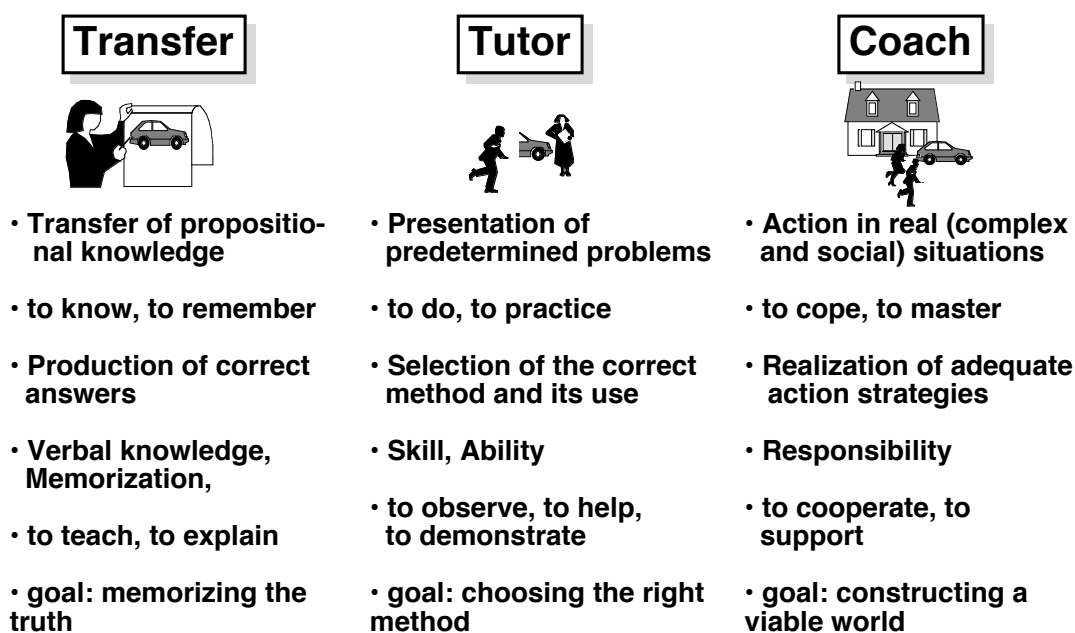 Transfer
• Transfer of propositio-
nal knowledge
• to know, to remember
• Production of correct
answers
• Verbal knowledge,
Memorization,
• to teach, to explain
• goal: memorizing the
truth
Tutor
• Presentation of
predetermined problems
• to do, to practice
• Selection of the correct
method and its use
• Skill, Ability
• to observe, to help,
to demonstrate
• goal: choosing the right
method
Coach
• Action in real (complex
and social) situations
• to cope, to master
• Realization of adequate
action strategies
• Responsibility
• to cooperate, to
support
• goal: constructing a
viable world